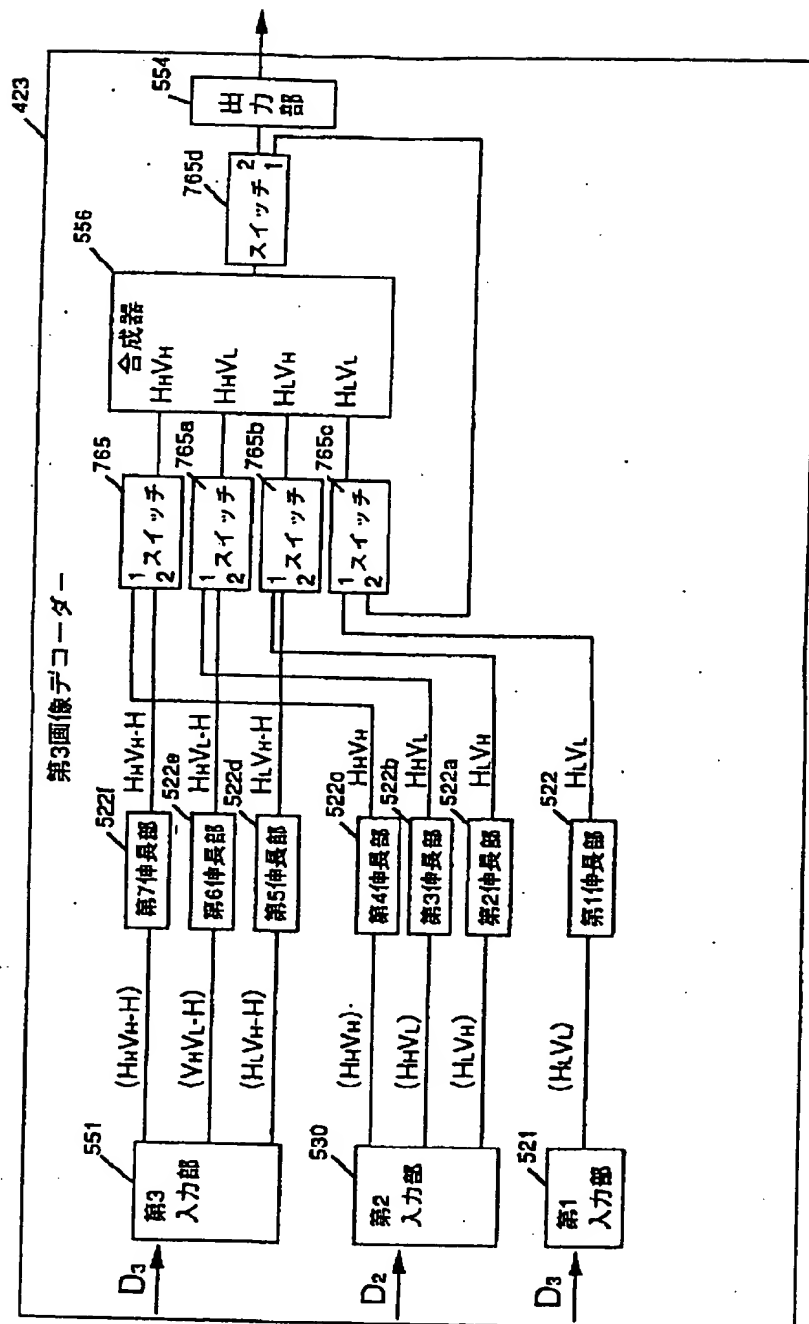 423
第3画像デコーダー
D3
551
第3
入力部
(HHVH-H)
(VHVL-H)
(HLVH-H)
522f
第7伸長部
HHVH-H
522e
第6伸長部
HHVL-H
522d
第5伸長部
HLVH-H
D2
530
第2
入力部
(HHVH)
(HHVL)
(HLVH)
522c
第4伸長部
HHVH
522b
第3伸長部
HHVL
522a
第2伸長部
HLVH
D3
521
第1
入力部
(HLVL)
522
第1伸長部
HLVL
765
1
2
スイッチ
765a
1
2
スイッチ
765b
1
2
スイッチ
765c
1
2
スイッチ
556
合成器
HHVH
HHVL
HLVH
HLVL
765d
スイッチ
2
1
554
出力部